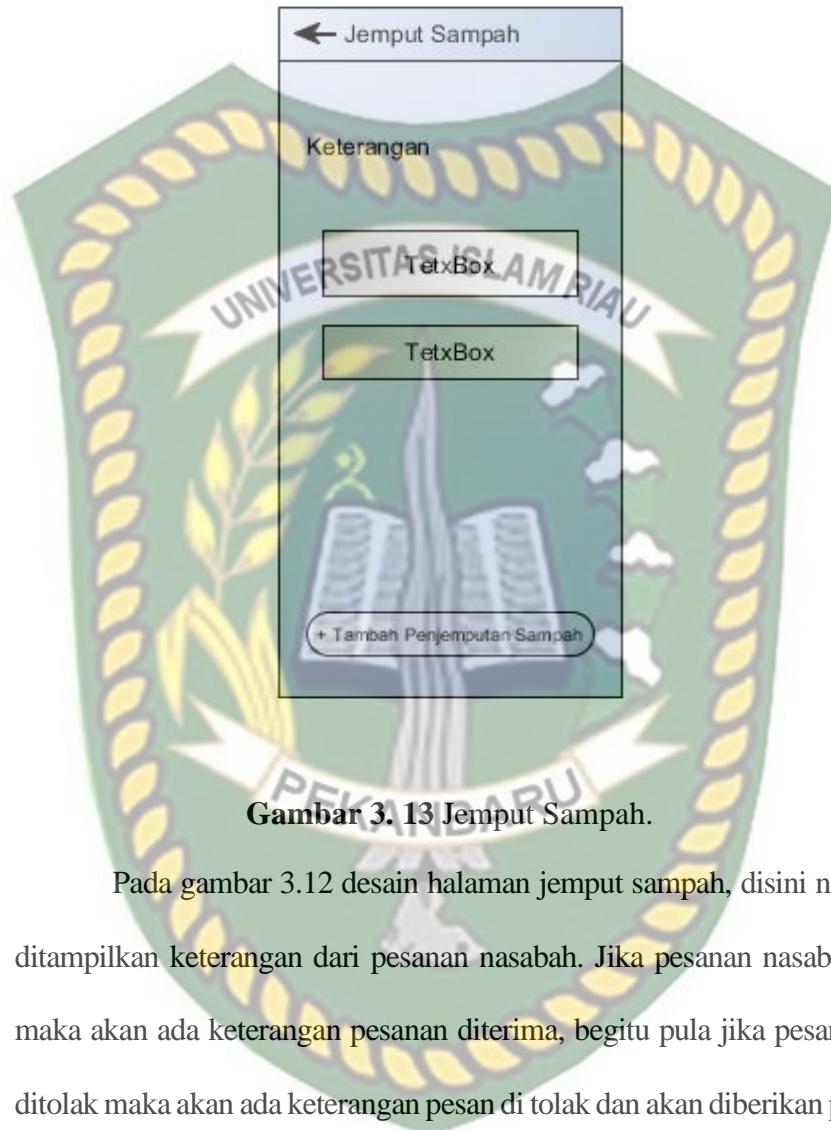 Jemput Sampah
Keterangan
UNIVERSITAS ISLAM RIAU
TetxBox
TetxBox
+ Tambah Penjemputan Sampah
PEKANBARU
Gambar 3. 13 Jemput Sampah.
Pada gambar 3.12 desain halaman jemput sampah, disini
ditampilkan keterangan dari pesanan nasabah. Jika pesanan
maka akan ada keterangan pesanan diterima, begitu pula jika
ditolak maka akan ada keterangan pesan di tolak dan akan diberikan